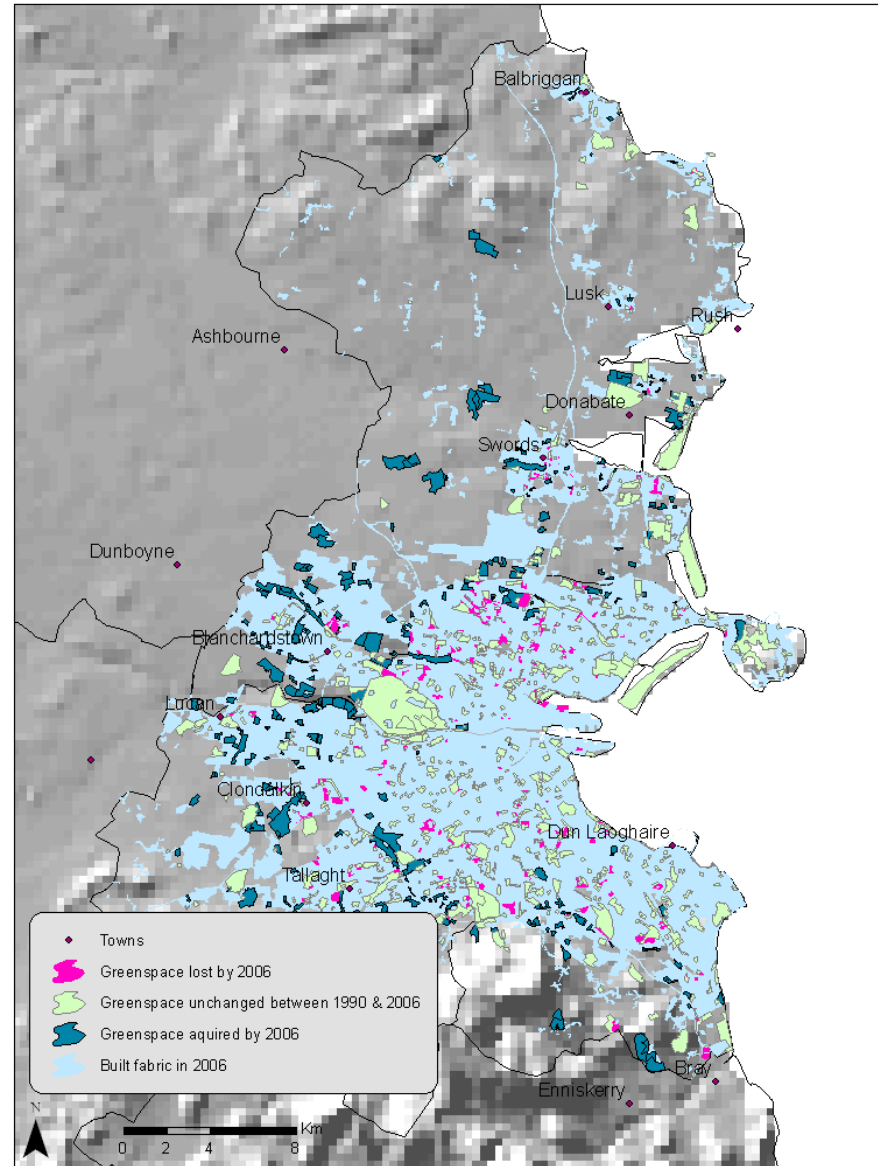 Balbriggan
Lusk
Rush
Ashbourne
Donabate
Swords
Dunboyne
Blanchardstown
Lucan
Clondalkin
Dun Laoghaire
Tallaght
Towns
Greenspace lost by 2006
Greenspace unchanged between 1990 & 2006
Greenspace aquired by 2006
Built fabric in 2006
Bray
Enniskerry
N
Km
0 2 4 8